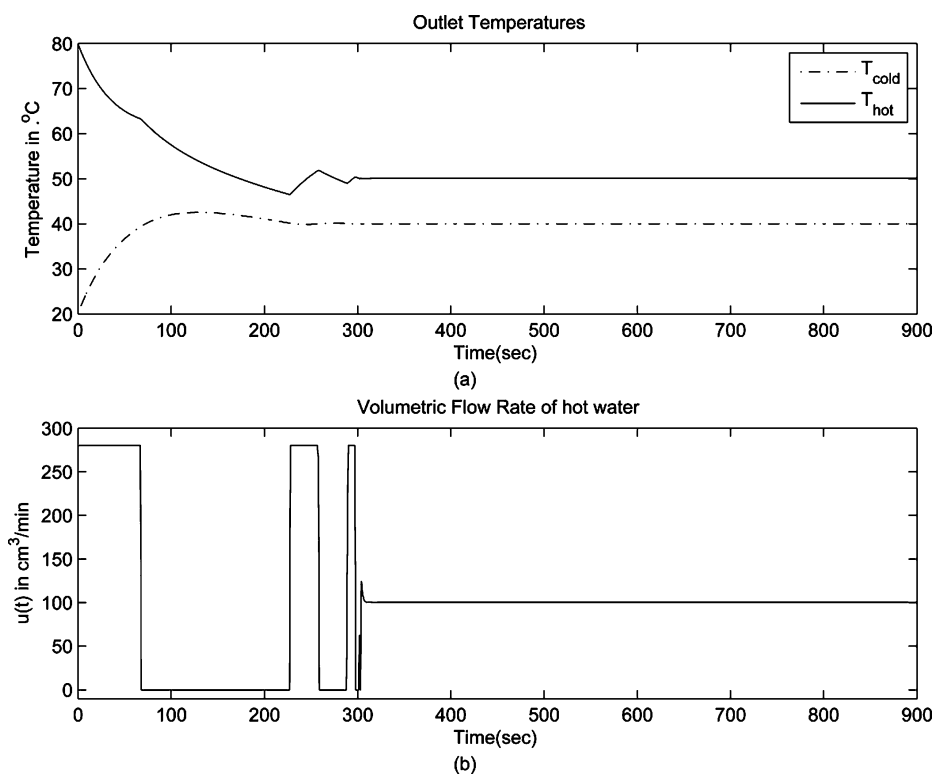 Outlet Temperatures
80
70
60
50
40
30
20
Temperature in .°C
T_cold
T_hot
0 100 200 300 400 500 600 700 800 900
Time(sec)
(a)
Volumetric Flow Rate of hot water
300
250
200
150
100
50
0
u(t) in cm³/min
0 100 200 300 400 500 600 700 800 900
Time(sec)
(b)